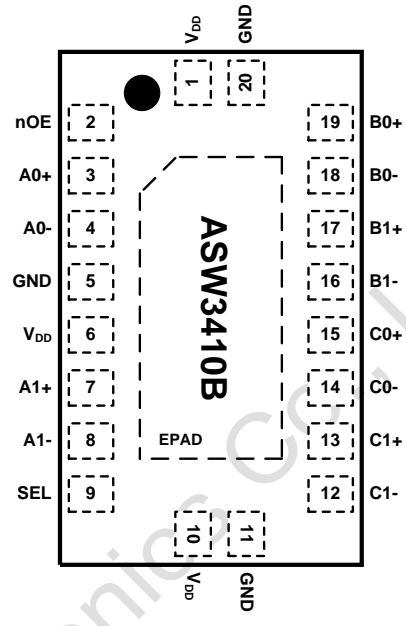 VDD GND
1 20
nOE 2 19 B0+
A0+ 3 18 B0-
A0- 4 17 B1+
GND 5 16 B1-
VDD 6 15 C0+
A1+ 7 14 C0-
A1- 8 13 C1+
SEL 9 12 C1-
ASW3410B
EPAD
10 11
VDD GND
onics Co., L